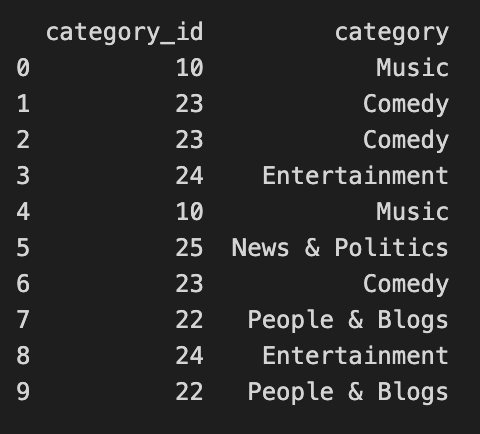 category_id category
0 10 Music
1 23 Comedy
2 23 Comedy
3 24 Entertainment
4 10 Music
5 25 News & Politics
6 23 Comedy
7 22 People & Blogs
8 24 Entertainment
9 22 People & Blogs